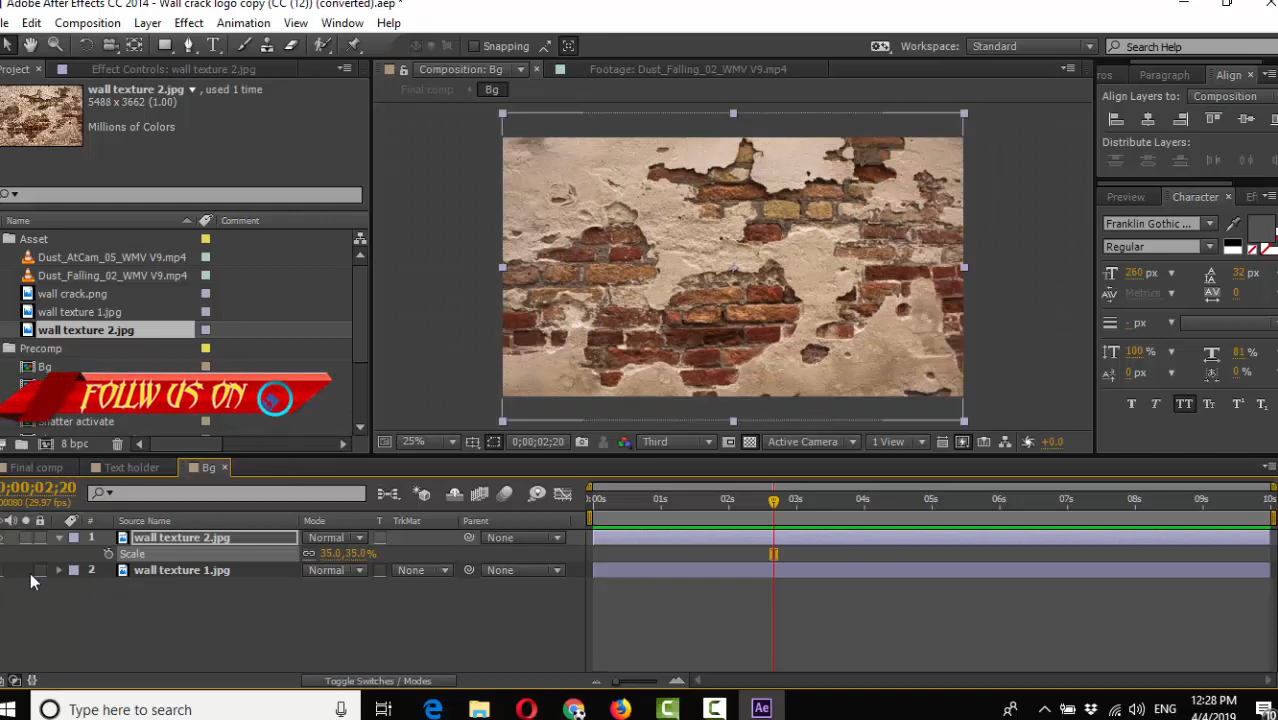 Adobe After Effects CC 2014 - Wall crack logo copy (CC (12)) (converted).aep *
Edit Composition Layer Effect Animation View Window Help
Snapping Workspace: Standard Search Help
Project Effect Controls: wall texture 2.jpg Composition: Bg Footage: Dust_Falling_02_WMV V9.mp4 Paragraph Align
wall texture 2.jpg , used 1 time
5488 x 3662 (1.00)
Millions of Colors
Final comp Bg
Align Layers to: Composition
Distribute Layers:
Preview Character
Name Comment
Asset
Dust_AtCam_05_WMV V9.mp4
Dust_Falling_02_WMV V9.mp4
wall crack.png
wall texture 1.jpg
wall texture 2.jpg
Precomp
Bg
FOLLW US ON
Shatter activate
8 bpc
Franklin Gothic ...
Regular
260 px 32 px
Metrics 0
- px
100 % 81 %
0 px 0 %
T T TT Tt T¹ T
25% 0;00;02;20 Third Active Camera 1 View +0.0
Final comp Text holder Bg
0;00;02;20
00080 (29.97 fps)
:00s 01s 02s 03s 04s 05s 06s 07s 08s 09s 10s
# Source Name Mode T TrkMat Parent
1 wall texture 2.jpg Normal None
Scale 35.0,35.0%
2 wall texture 1.jpg Normal None None
Toggle Switches / Modes
Type here to search
Ae
ENG
12:28 PM
4/4/2019